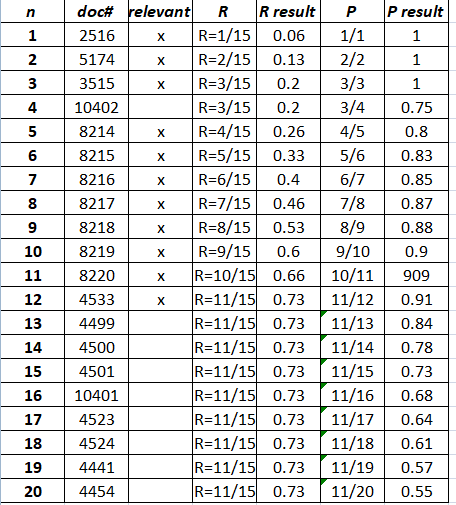 n doc# relevant R R result P P result
1 2516 x R=1/15 0.06 1/1 1
2 5174 x R=2/15 0.13 2/2 1
3 3515 x R=3/15 0.2 3/3 1
4 10402 R=3/15 0.2 3/4 0.75
5 8214 x R=4/15 0.26 4/5 0.8
6 8215 x R=5/15 0.33 5/6 0.83
7 8216 x R=6/15 0.4 6/7 0.85
8 8217 x R=7/15 0.46 7/8 0.87
9 8218 x R=8/15 0.53 8/9 0.88
10 8219 x R=9/15 0.6 9/10 0.9
11 8220 x R=10/15 0.66 10/11 909
12 4533 x R=11/15 0.73 11/12 0.91
13 4499 R=11/15 0.73 11/13 0.84
14 4500 R=11/15 0.73 11/14 0.78
15 4501 R=11/15 0.73 11/15 0.73
16 10401 R=11/15 0.73 11/16 0.68
17 4523 R=11/15 0.73 11/17 0.64
18 4524 R=11/15 0.73 11/18 0.61
19 4441 R=11/15 0.73 11/19 0.57
20 4454 R=11/15 0.73 11/20 0.55